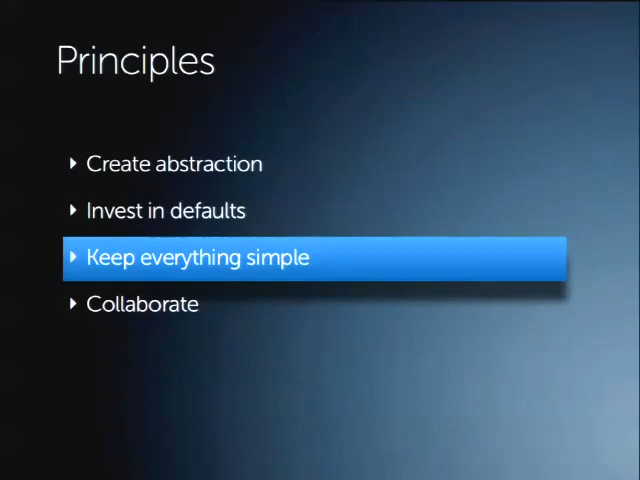 Principles
Create abstraction
Invest in defaults
Keep everything simple
Collaborate